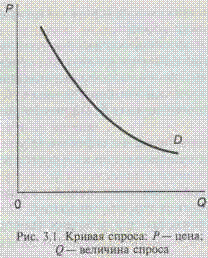 P
D
0
Q
Рис. 3.1. Кривая спроса: P — цена;
Q — величина спроса